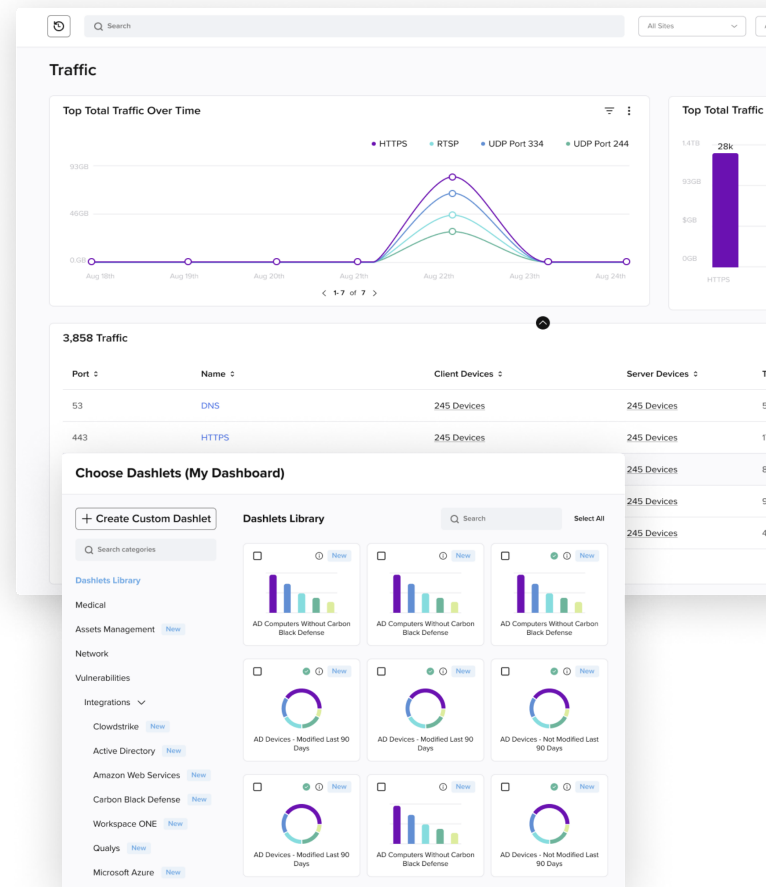 Search
All Sites
Traffic
Top Total Traffic Over Time
HTTPS RTSP UDP Port 334 UDP Port 244
93GB
46GB
0.GB
Aug 18th Aug 19th Aug 20th Aug 21th Aug 22th Aug 23th Aug 24th
1-7 of 7
Top Total Traffic
1.4TB 28k
93GB
$GB
0GB
HTTPS
3,858 Traffic
Port Name Client Devices Server Devices T
53 DNS 245 Devices 245 Devices 5
443 HTTPS 245 Devices 245 Devices 1
245 Devices 8
245 Devices 9
245 Devices 4
Choose Dashlets (My Dashboard)
+ Create Custom Dashlet
Search categories
Dashlets Library
Medical
Assets Management New
Network
Vulnerabilities
Integrations
Clowdstrike New
Active Directory New
Amazon Web Services New
Carbon Black Defense New
Workspace ONE New
Qualys New
Microsoft Azure New
Dashlets Library Search Select All
New New New
AD Computers Without Carbon AD Computers Without Carbon AD Computers Without Carbon
Black Defense Black Defense Black Defense
New New New
AD Devices - Modified Last 90 AD Devices - Modified Last 90 AD Devices - Not Modified Last
Days Days 90 Days
New New New
AD Devices - Modified Last 90 AD Computers Without Carbon AD Devices - Not Modified Last
Days Black Defense 90 Days